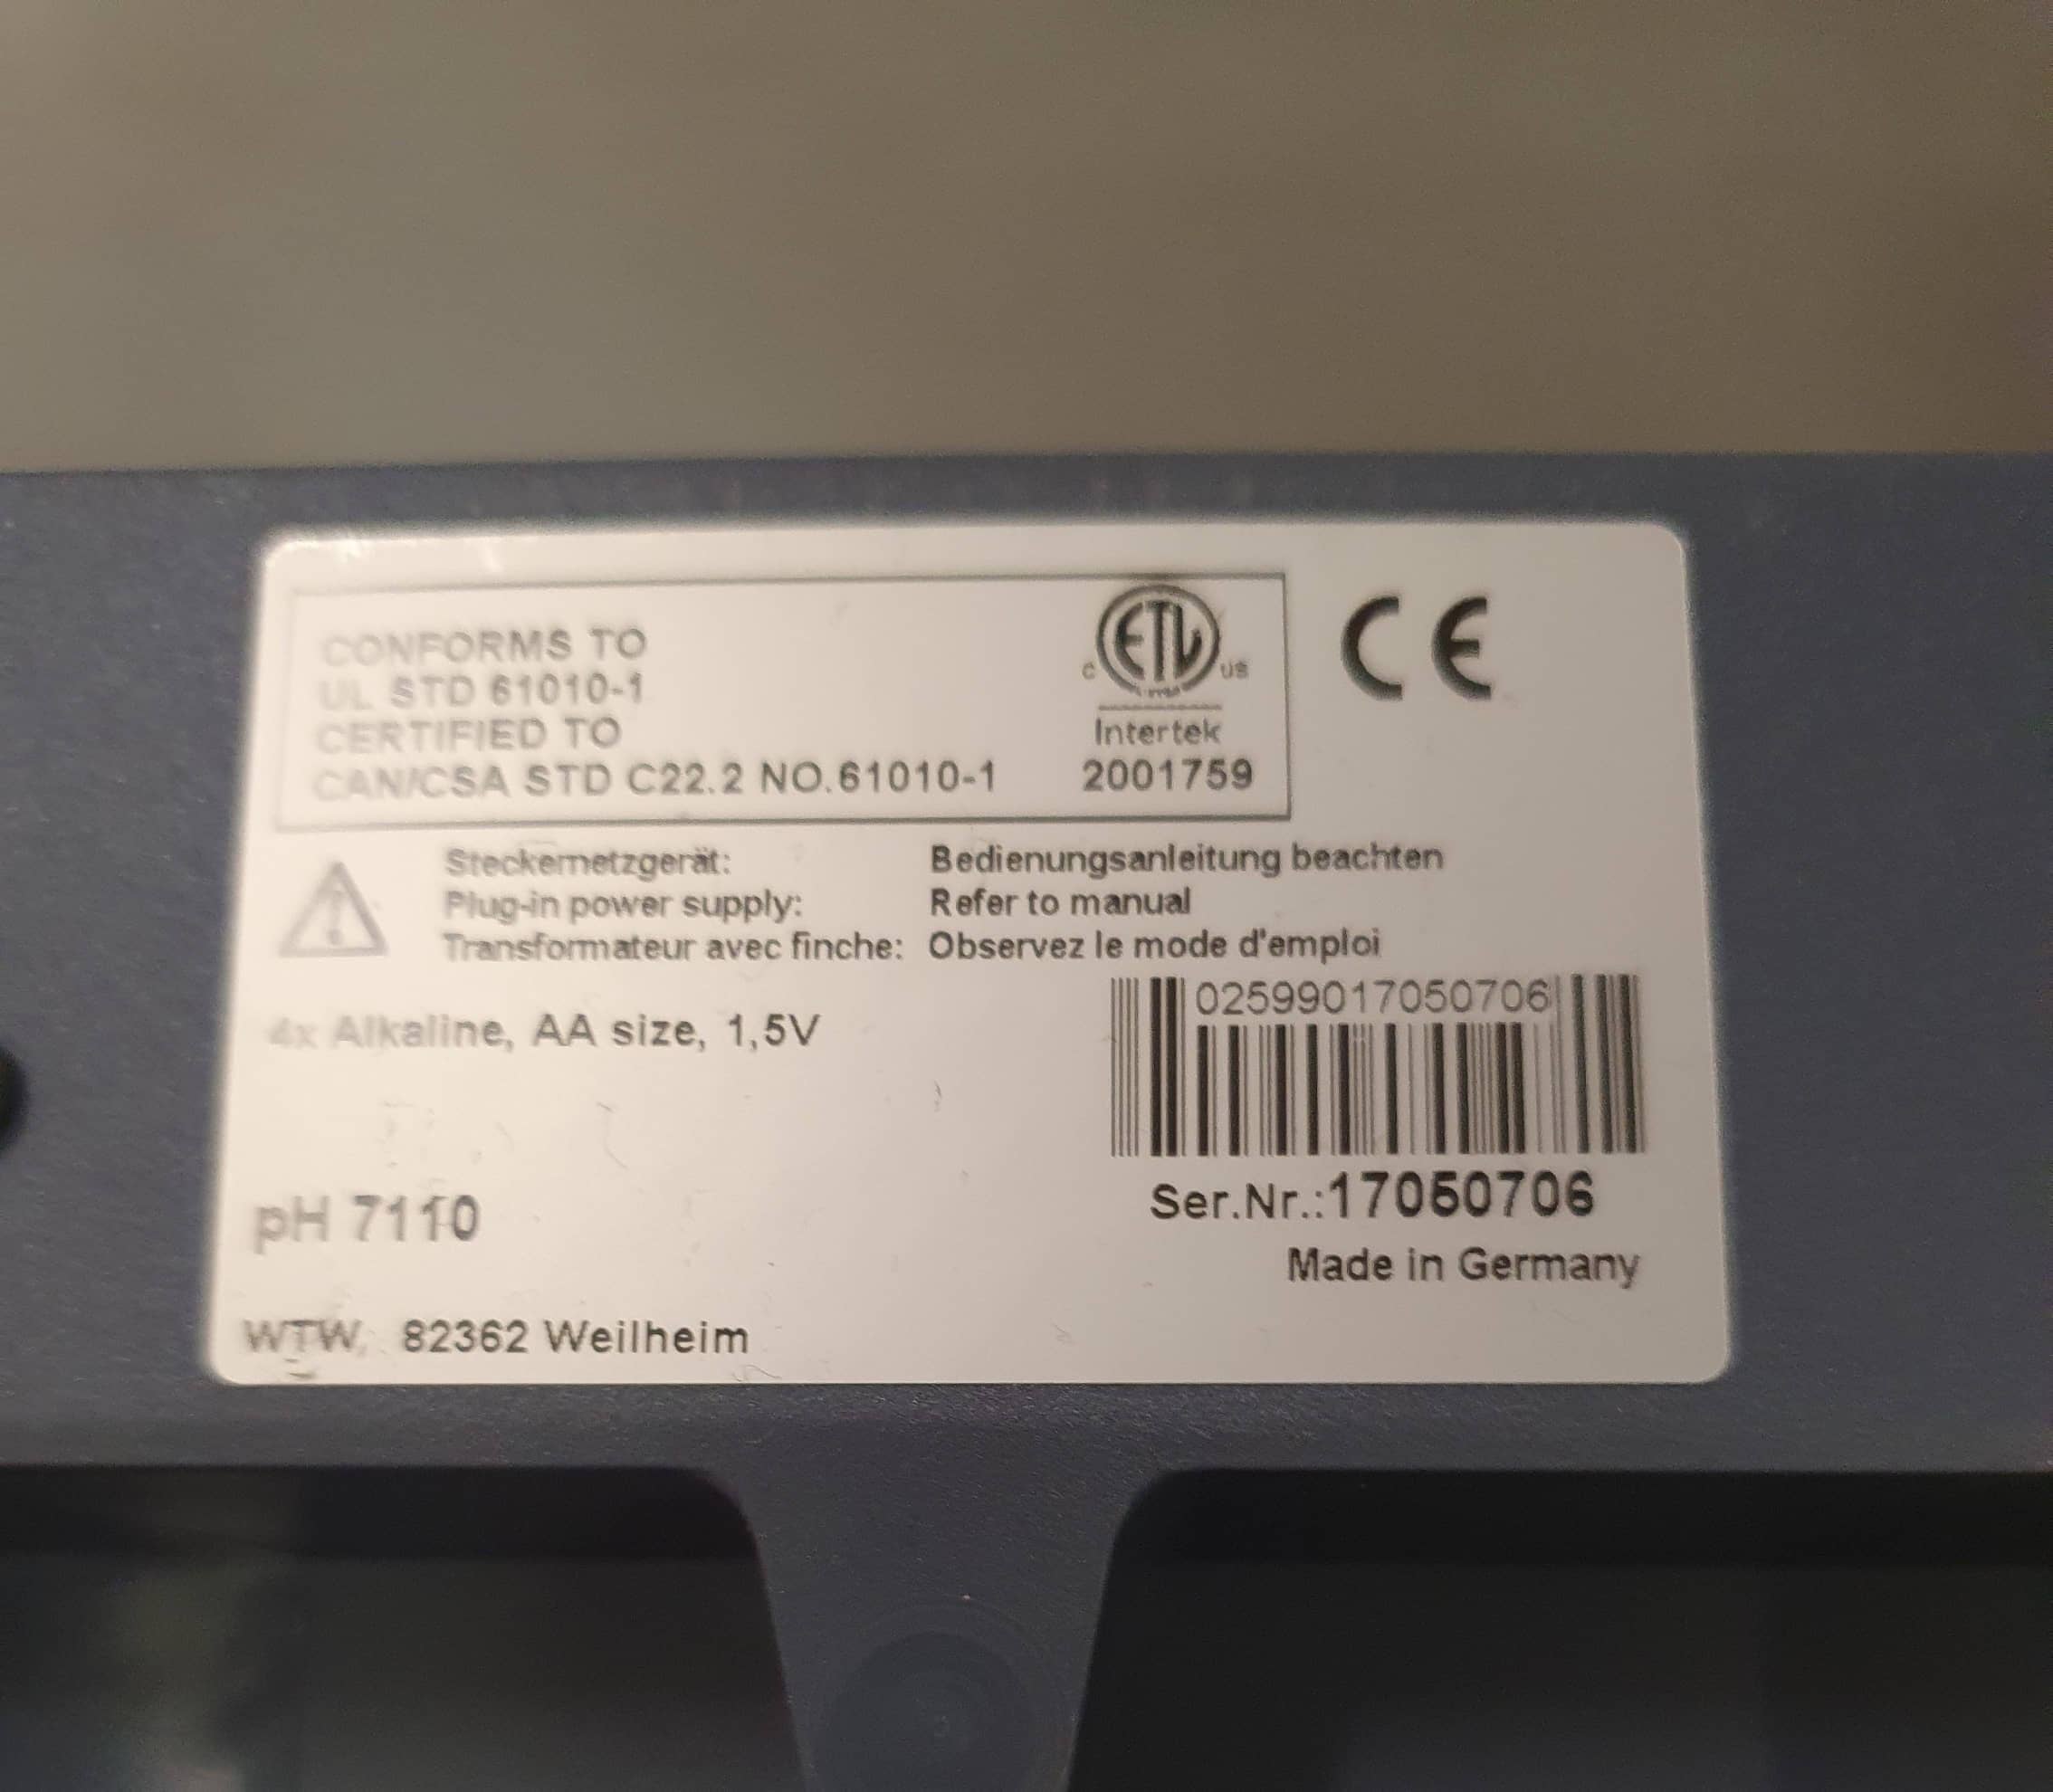 CONFORMS TO
UL STD 61010-1
CERTIFIED TO
CAN/CSA STD C22.2 NO.61010-1
ETL
c us
Intertek
2001759
CE
Steckernetzgerät: Bedienungsanleitung beachten
Plug-in power supply: Refer to manual
Transformateur avec finche: Observez le mode d'emploi
4x Alkaline, AA size, 1,5V
02599017050706
pH 7110
Ser.Nr.:17050706
Made in Germany
WTW, 82362 Weilheim